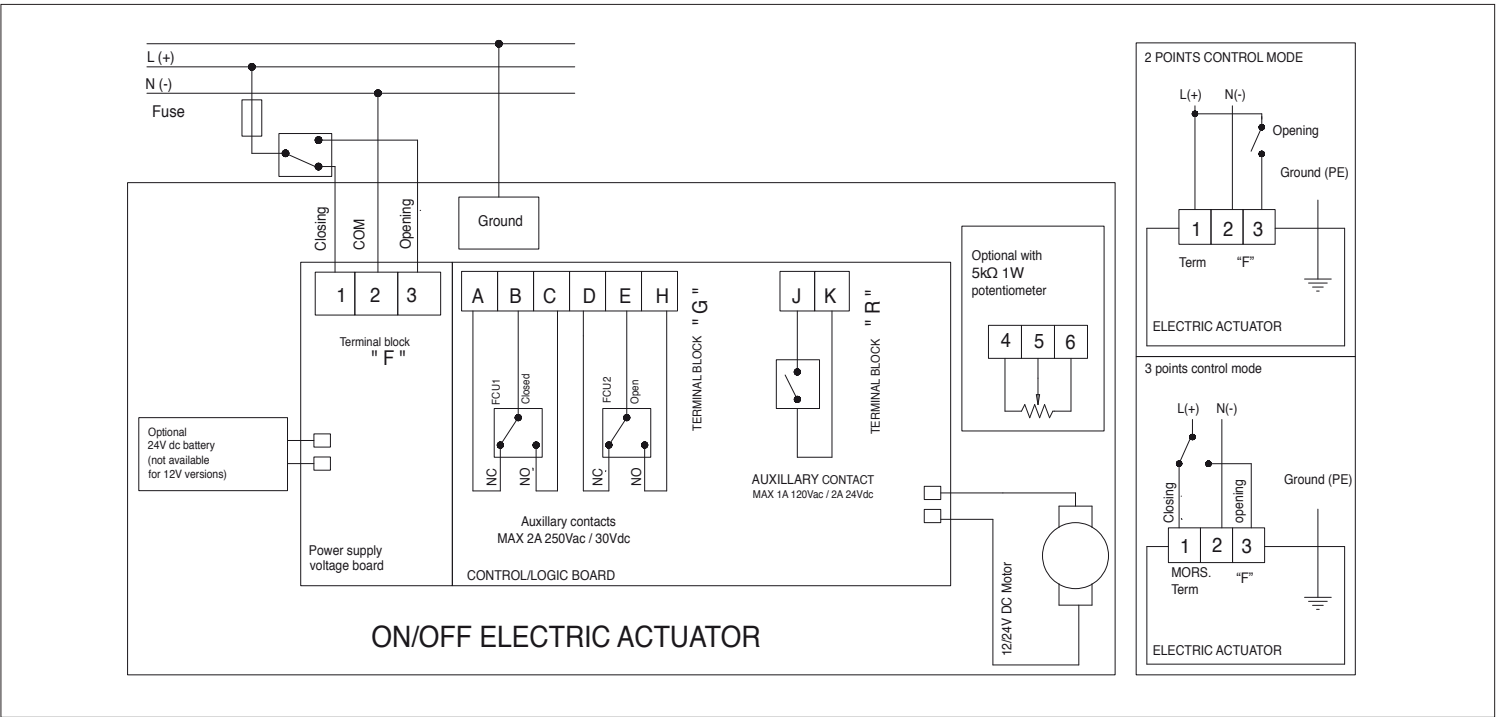 L (+)
N (-)
Fuse
Closing
COM
Opening
Ground
1 2 3
Terminal block
" F "
A B C D E H
TERMINAL BLOCK " G "
FCU1
Closed
FCU2
Open
NC
NO
NC
NO
Auxillary contacts
MAX 2A 250Vac / 30Vdc
J K
TERMINAL BLOCK " R "
AUXILLARY CONTACT
MAX 1A 120Vac / 2A 24Vdc
Optional with
5kΩ 1W
potentiometer
4 5 6
Optional
24V dc battery
(not available
for 12V versions)
Power supply
voltage board
CONTROL/LOGIC BOARD
12/24V DC Motor
ON/OFF ELECTRIC ACTUATOR
2 POINTS CONTROL MODE
L(+) N(-)
Opening
Ground (PE)
1 2 3
Term "F"
ELECTRIC ACTUATOR
3 points control mode
L(+) N(-)
Closing
opening
Ground (PE)
1 2 3
MORS.
Term
"F"
ELECTRIC ACTUATOR